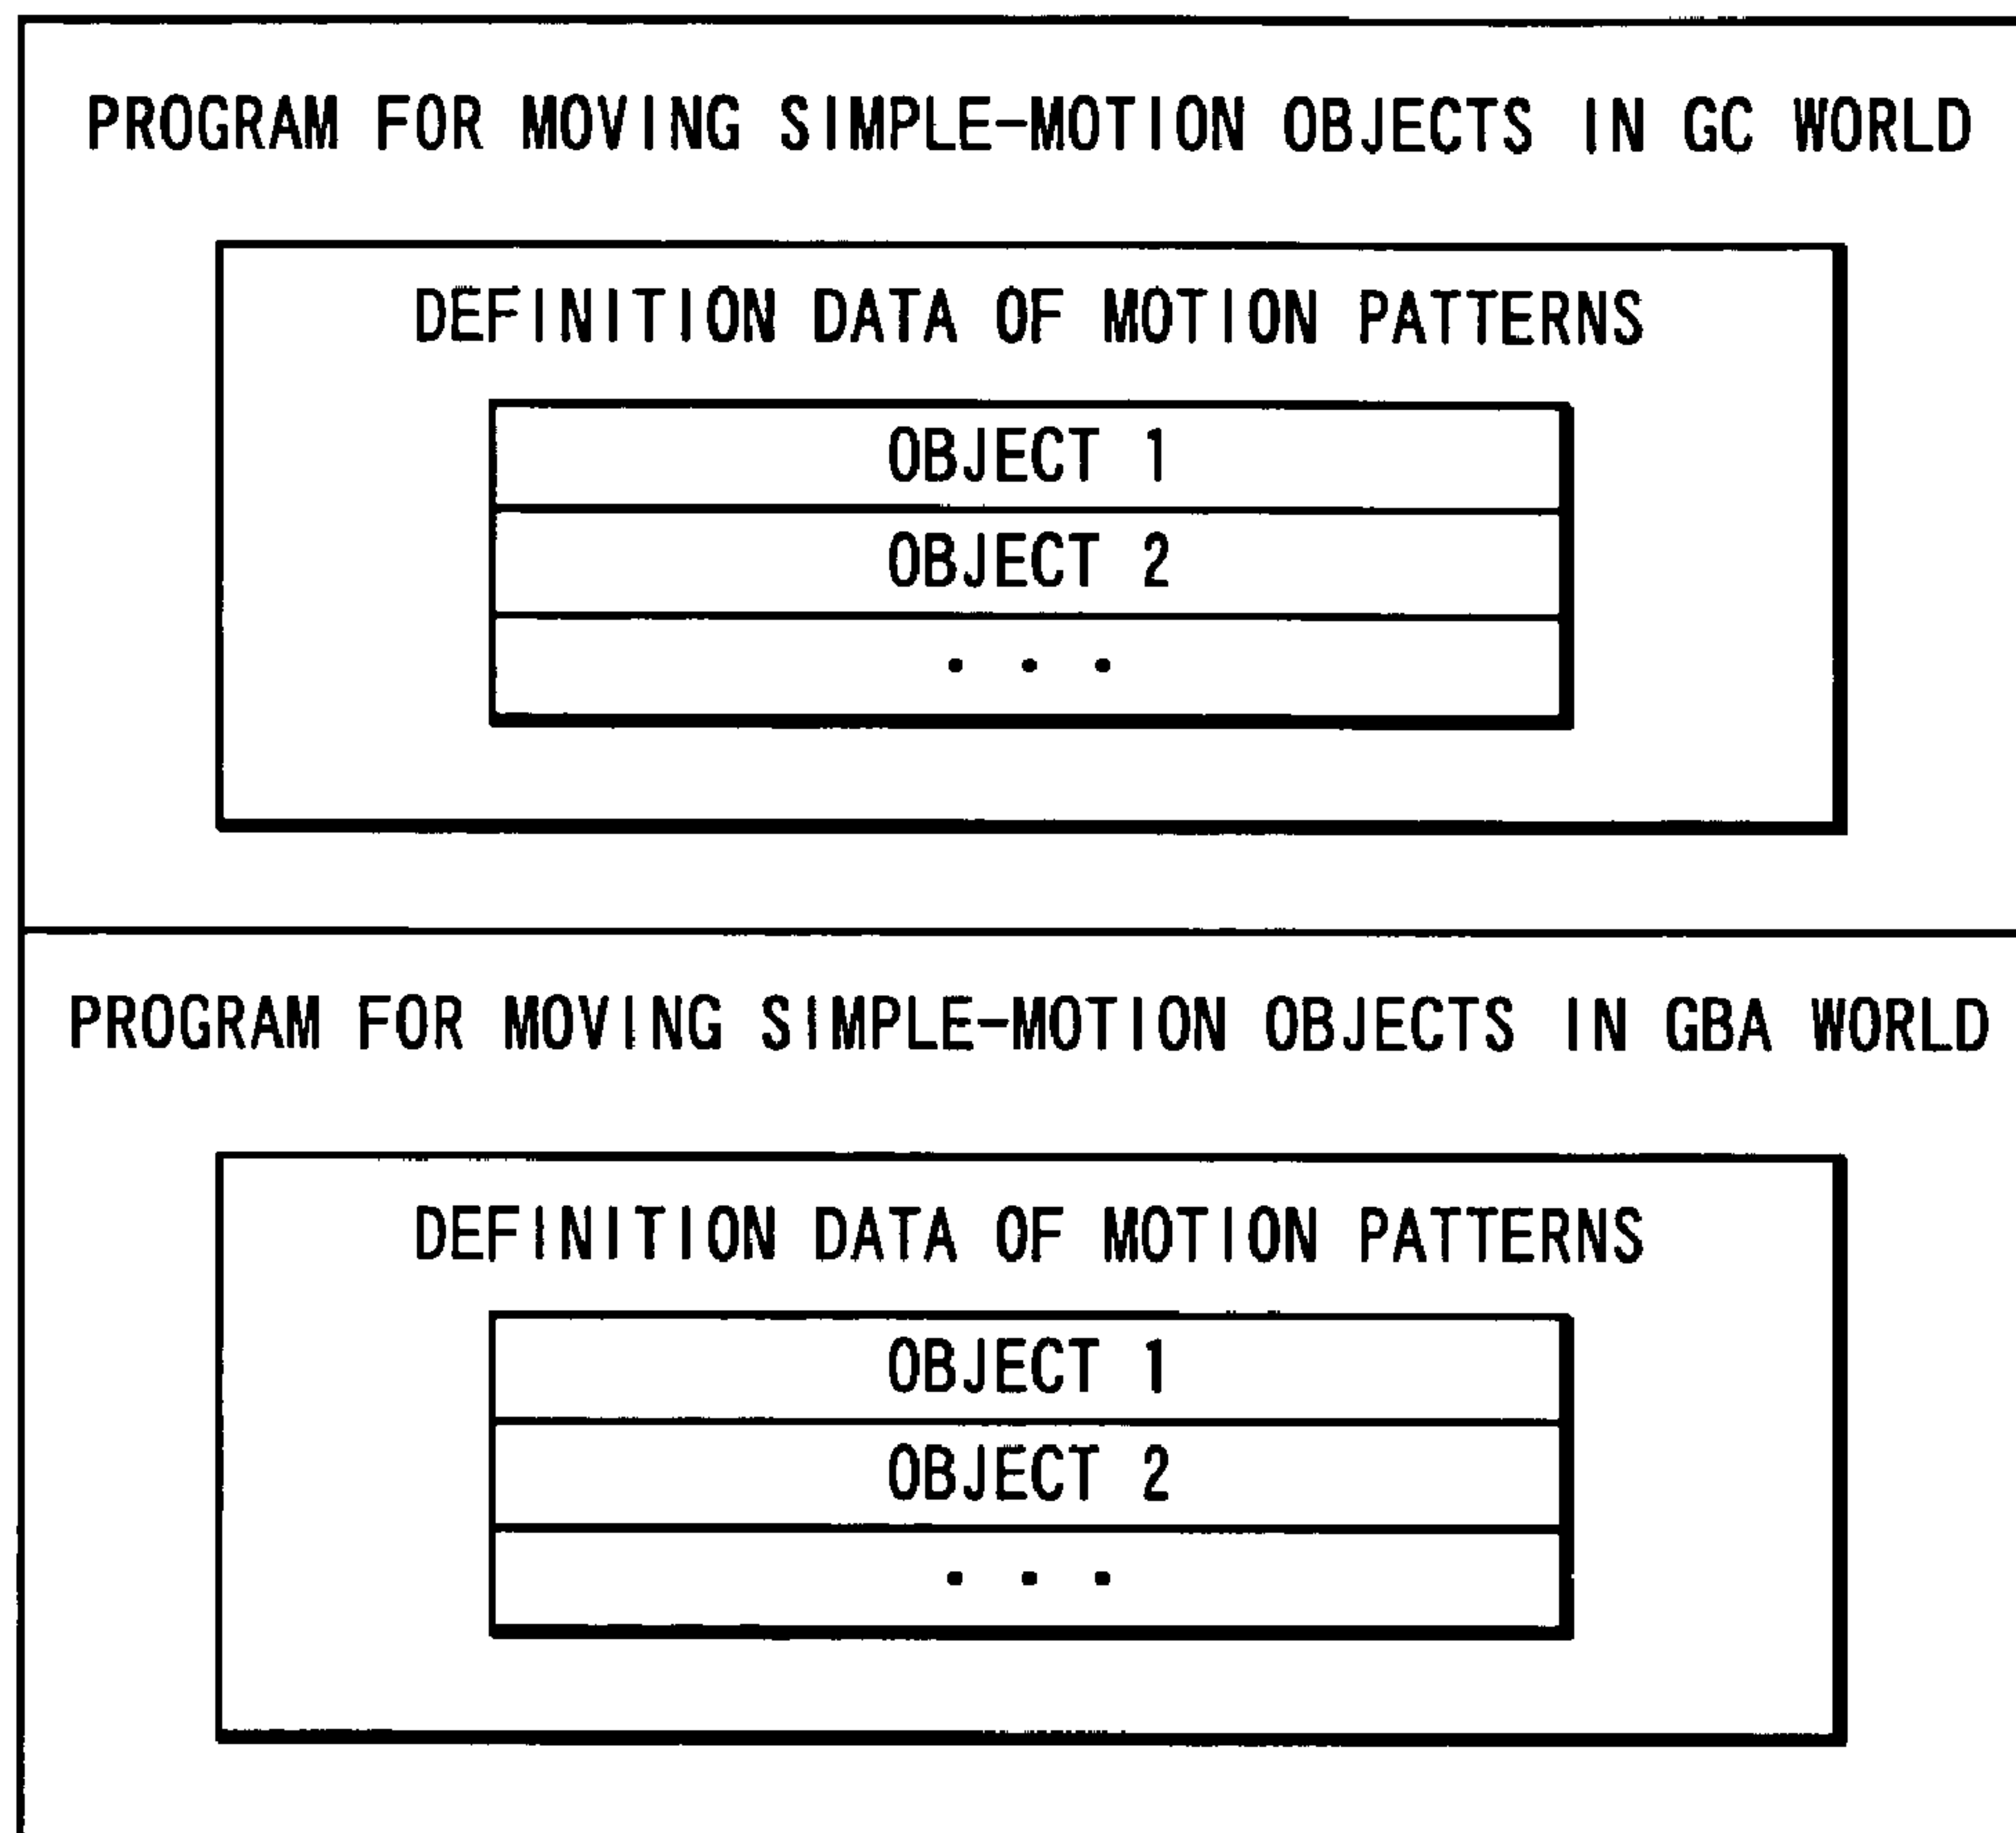 PROGRAM FOR MOVING SIMPLE-MOTION OBJECTS IN GC WORLD
DEFINITION DATA OF MOTION PATTERNS
OBJECT 1
OBJECT 2
• • •
PROGRAM FOR MOVING SIMPLE-MOTION OBJECTS IN GBA WORLD
DEFINITION DATA OF MOTION PATTERNS
OBJECT 1
OBJECT 2
• • •